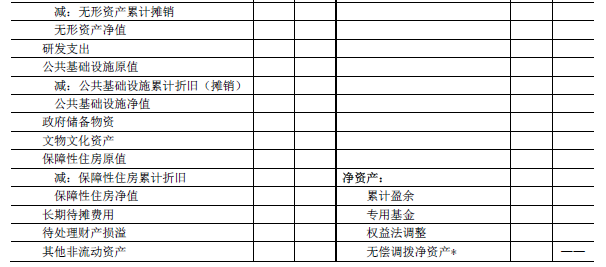 减：无形资产累计摊销
无形资产净值
研发支出
公共基础设施原值
减：公共基础设施累计折旧（摊销）
公共基础设施净值
政府储备物资
文物文化资产
保障性住房原值
减：保障性住房累计折旧 净资产：
保障性住房净值 累计盈余
长期待摊费用 专用基金
待处理财产损溢 权益法调整
其他非流动资产 无偿调拨净资产* ——